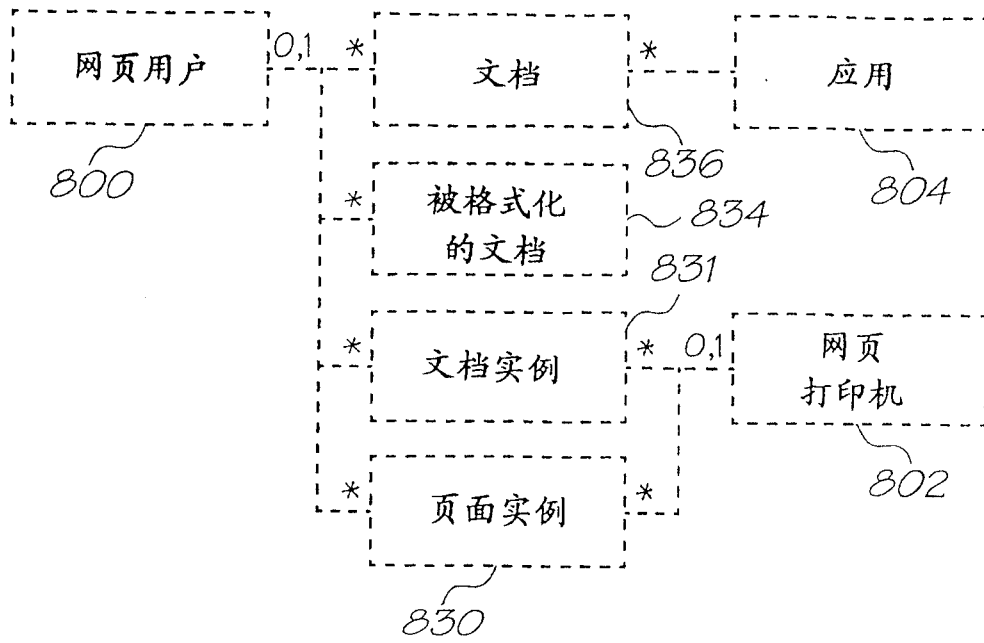 网页用户
0,1
*
文档
*
应用
800
836
804
*
被格式化
的文档
834
831
*
文档实例
*
0,1
网页
打印机
802
*
页面实例
*
830